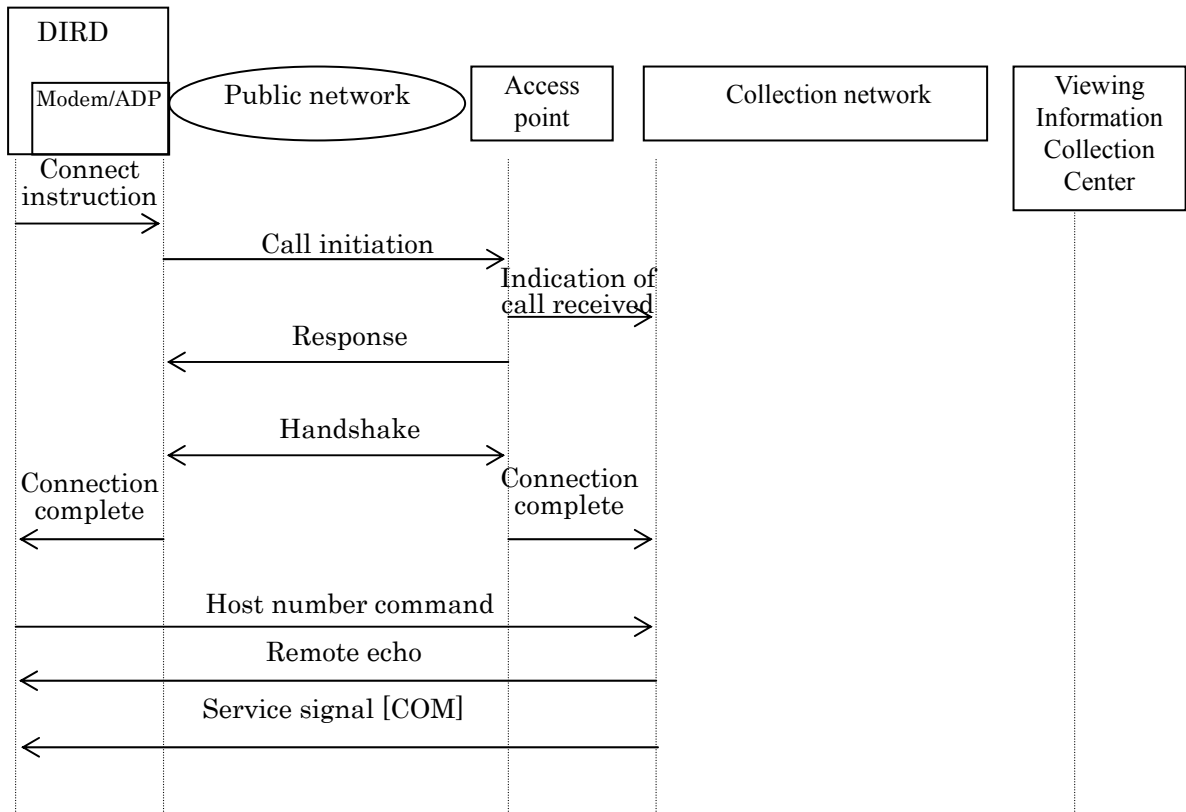 DIRD
Modem/ADP
Public network
Access
point
Collection network
Viewing
Information
Collection
Center
Connect
instruction
Call initiation
Indication of
call received
Response
Handshake
Connection
complete
Connection
complete
Host number command
Remote echo
Service signal [COM]